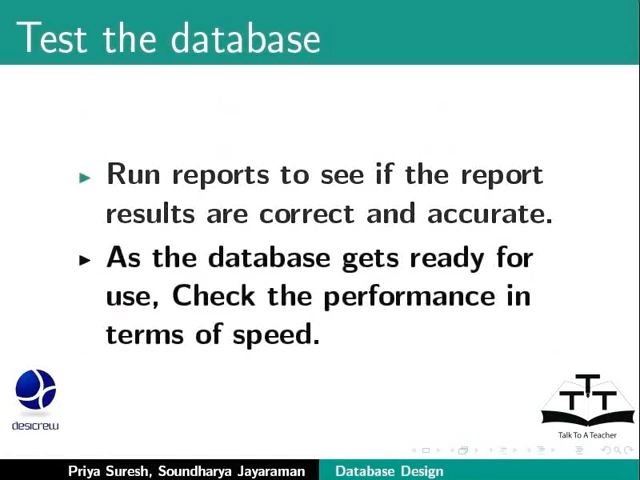 Test the database
Run reports to see if the report
results are correct and accurate.
As the database gets ready for
use, Check the performance in
terms of speed.
desicrew
TTT
Talk To A Teacher
Priya Suresh, Soundharya Jayaraman Database Design